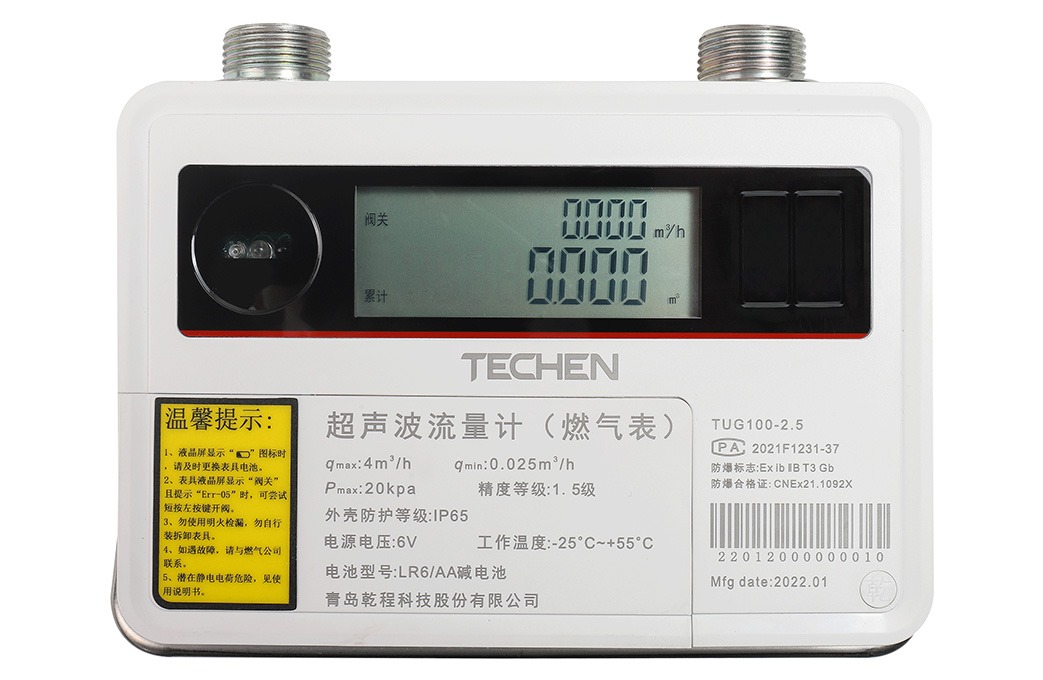 阀关
0.000 m³/h
累计
0.000 m³
TECHEN
温馨提示:
1、液晶屏显示“ ”图标时
,请及时更换表具电池。
2、表具液晶屏显示“阀关”
且提示“Err-05”时,可尝试
短按左按键开阀。
3、勿使用明火检漏,勿自行
装拆卸表具。
4、如遇故障,请与燃气公司
联系。
5、潜在静电电荷危险,见使
用说明书。
超声波流量计(燃气表)
qmax:4m³/h qmin:0.025m³/h
Pmax:20kpa 精度等级:1.5级
外壳防护等级:IP65
电源电压:6V 工作温度:-25°C~+55°C
电池型号:LR6/AA碱电池
青岛乾程科技股份有限公司
TUG100-2.5
PA 2021F1231-37
防爆标志:Ex ib ⅡB T3 Gb
防爆合格证: CNEx21.1092X
22012000000010
Mfg date:2022.01
乾